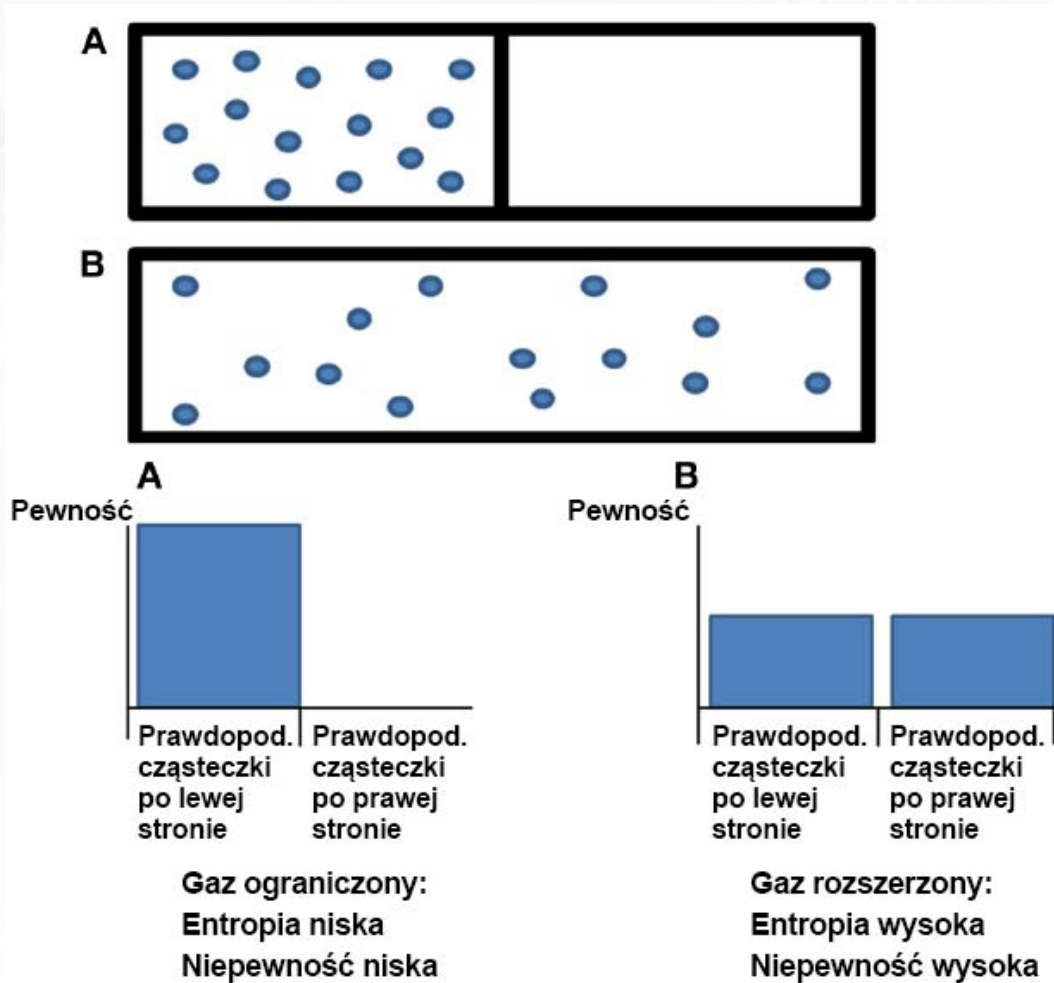 A
B
A
Pewność
Prawdopod.
cząsteczki
po lewej
stronie
Prawdopod.
cząsteczki
po prawej
stronie
Gaz ograniczony:
Entropia niska
Niepewność niska
B
Pewność
Prawdopod.
cząsteczki
po lewej
stronie
Prawdopod.
cząsteczki
po prawej
stronie
Gaz rozszerzony:
Entropia wysoka
Niepewność wysoka